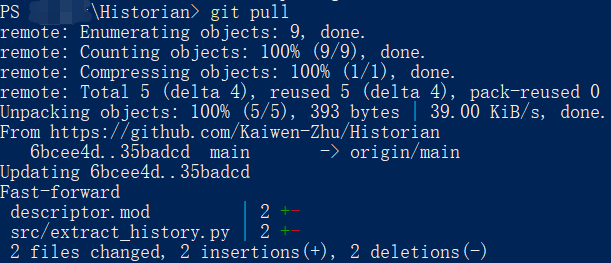 PS \Historian> git pull
remote: Enumerating objects: 9, done.
remote: Counting objects: 100% (9/9), done.
remote: Compressing objects: 100% (1/1), done.
remote: Total 5 (delta 4), reused 5 (delta 4), pack-reused 0
Unpacking objects: 100% (5/5), 393 bytes | 39.00 KiB/s, done.
From https://github.com/Kaiwen-Zhu/Historian
   6bcee4d..35badcd  main       -> origin/main
Updating 6bcee4d..35badcd
Fast-forward
 descriptor.mod         | 2 +-
 src/extract_history.py | 2 +-
 2 files changed, 2 insertions(+), 2 deletions(-)